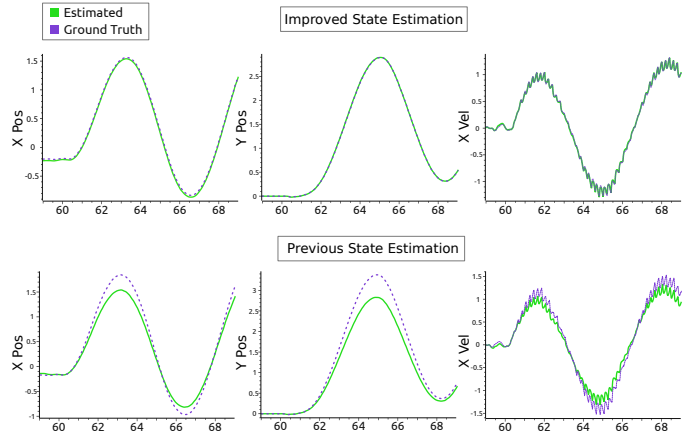 Estimated
Ground Truth
Improved State Estimation
X Pos
1.5
1
0.5
0
-0.5
60 62 64 66 68
Y Pos
2.5
2
1.5
1
0.5
0
60 62 64 66 68
X Vel
1
0.5
0
-0.5
-1
60 62 64 66 68
Previous State Estimation
X Pos
2
1.5
1
0.5
0
-0.5
-1
60 62 64 66 68
Y Pos
3
2.5
2
1.5
1
0.5
0
60 62 64 66 68
X Vel
1.5
1
0.5
0
-0.5
-1
-1.5
60 62 64 66 68